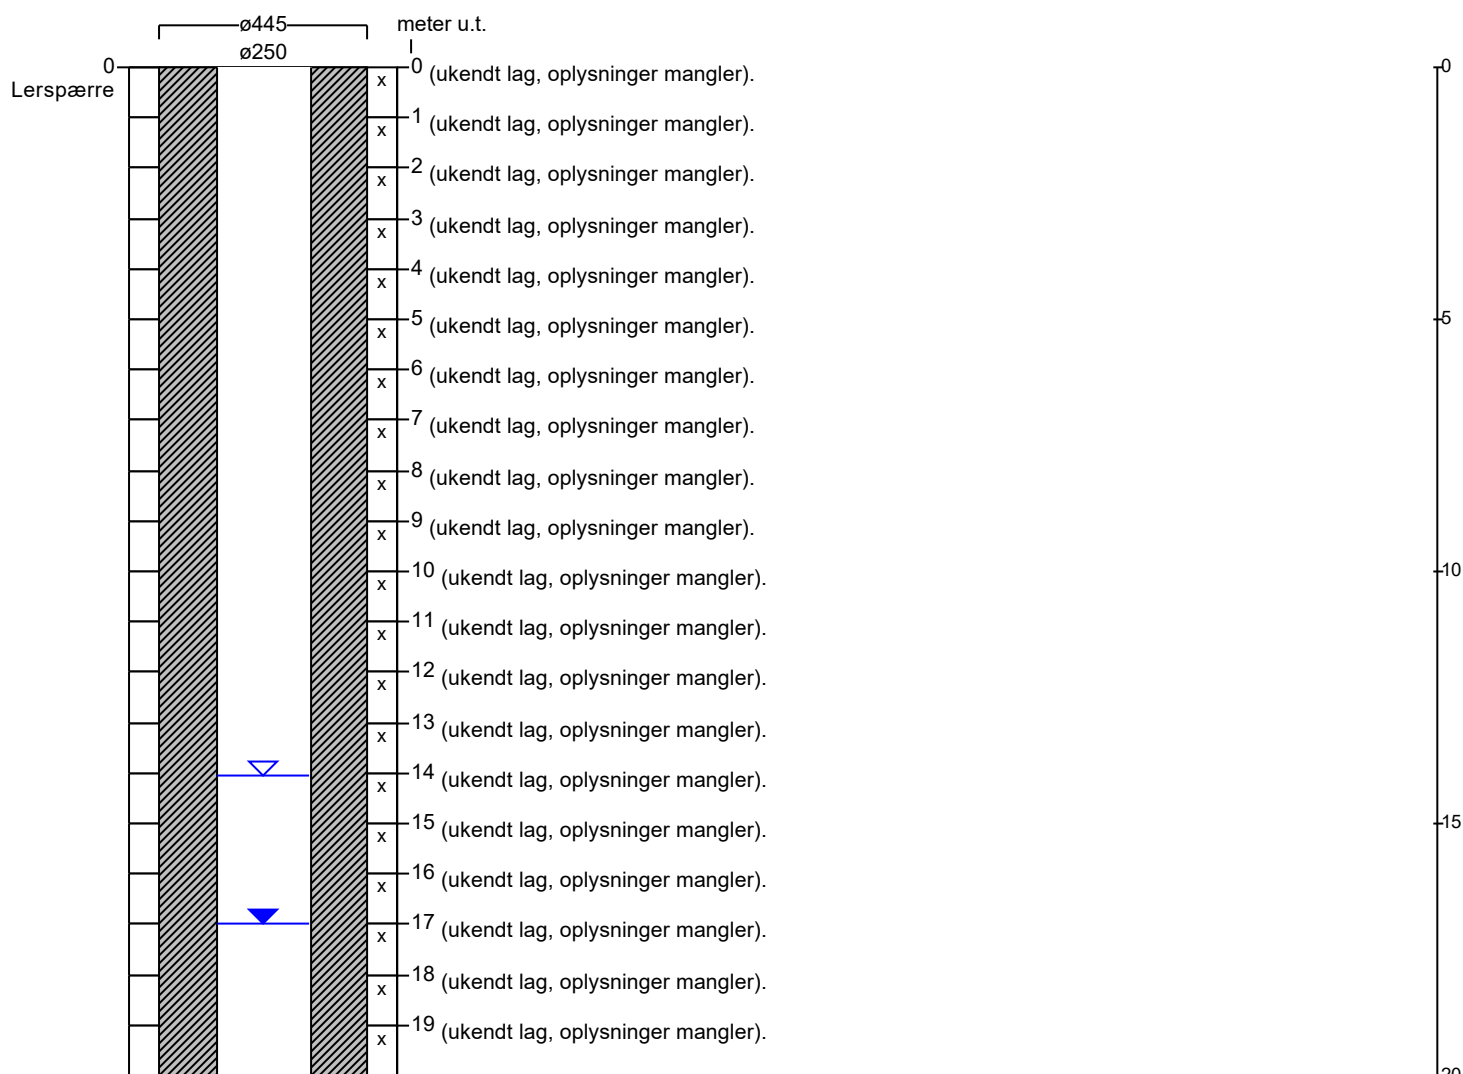 ø445 meter u.t.
ø250
0 0 (ukendt lag, oplysninger mangler). 0
Lerspærre x
1 (ukendt lag, oplysninger mangler).
x
2 (ukendt lag, oplysninger mangler).
x
3 (ukendt lag, oplysninger mangler).
x
4 (ukendt lag, oplysninger mangler).
x
5 (ukendt lag, oplysninger mangler). 5
x
6 (ukendt lag, oplysninger mangler).
x
7 (ukendt lag, oplysninger mangler).
x
8 (ukendt lag, oplysninger mangler).
x
9 (ukendt lag, oplysninger mangler).
x
10 (ukendt lag, oplysninger mangler). 10
x
11 (ukendt lag, oplysninger mangler).
x
12 (ukendt lag, oplysninger mangler).
x
13 (ukendt lag, oplysninger mangler).
x
14 (ukendt lag, oplysninger mangler).
x
15 (ukendt lag, oplysninger mangler). 15
x
16 (ukendt lag, oplysninger mangler).
x
17 (ukendt lag, oplysninger mangler).
x
18 (ukendt lag, oplysninger mangler).
x
19 (ukendt lag, oplysninger mangler).
x
20